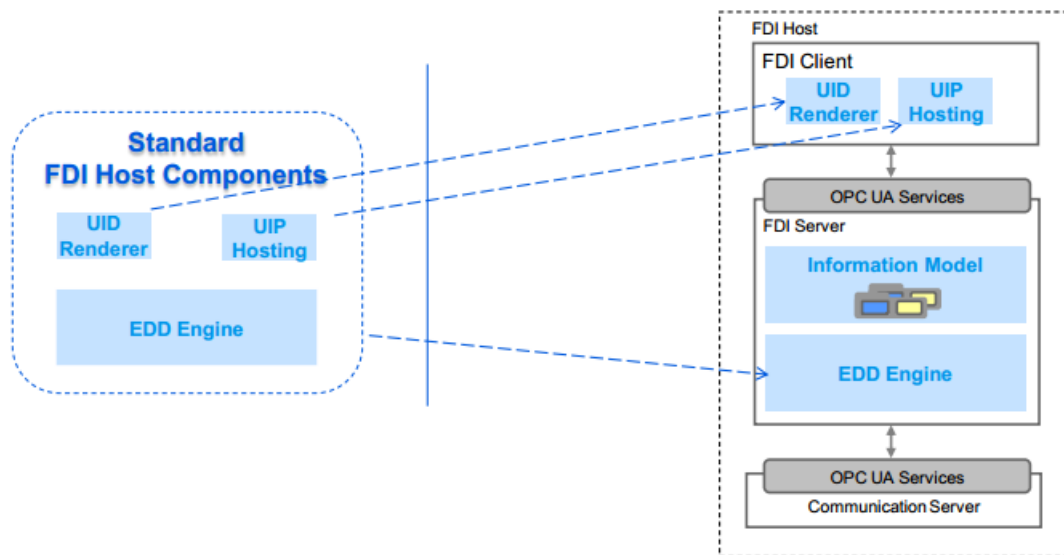 Standard
FDI Host Components
UID
Renderer
UIP
Hosting
EDD Engine
FDI Host
FDI Client
UID
Renderer
UIP
Hosting
OPC UA Services
FDI Server
Information Model
EDD Engine
OPC UA Services
Communication Server